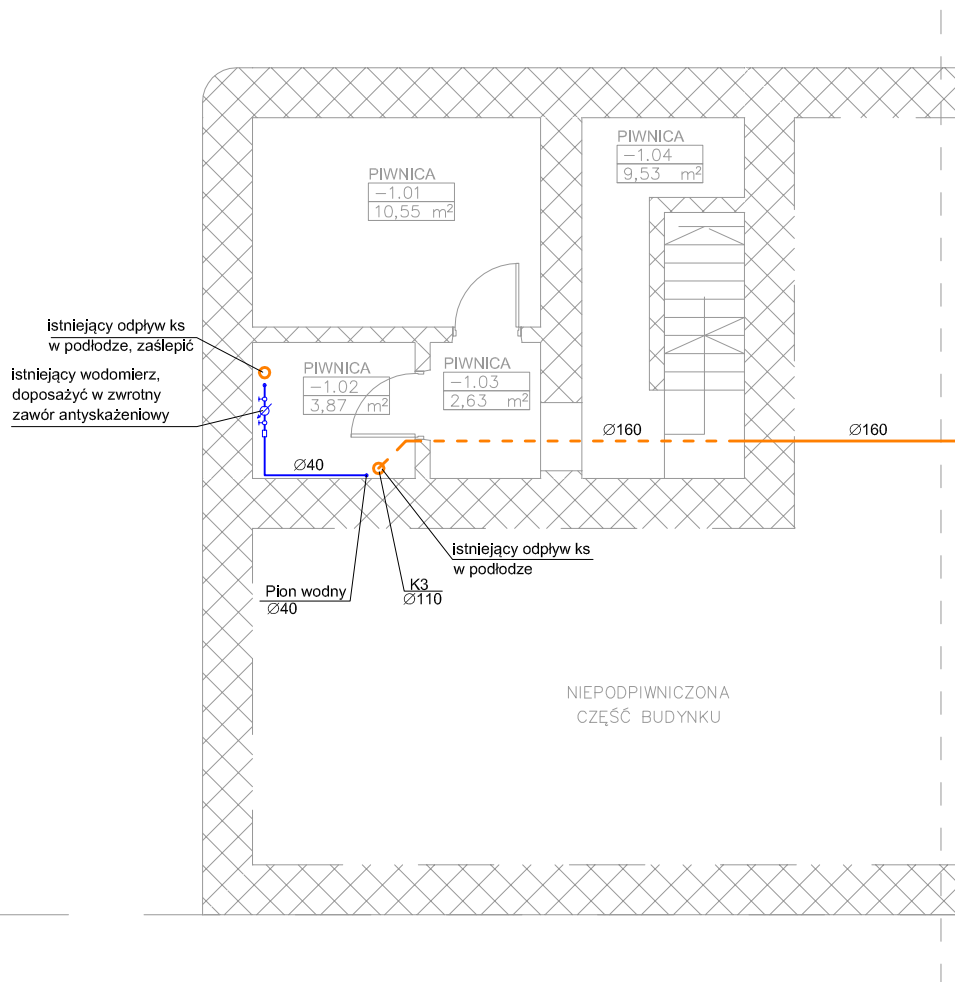 PIWNICA
-1.04
9,53 m²
PIWNICA
-1.01
10,55 m²
istniejący odpływ ks
w podłodze, zaślepić
istniejący wodomierz,
doposażyć w zwrotny
zawór antyskażeniowy
PIWNICA
-1.02
3,87 m²
PIWNICA
-1.03
2,63 m²
Ø160
Ø160
Ø40
istniejący odpływ ks
w podłodze
Pion wodny
Ø40
K3
Ø110
NIEPODPIWNICZONA
CZĘŚĆ BUDYNKU